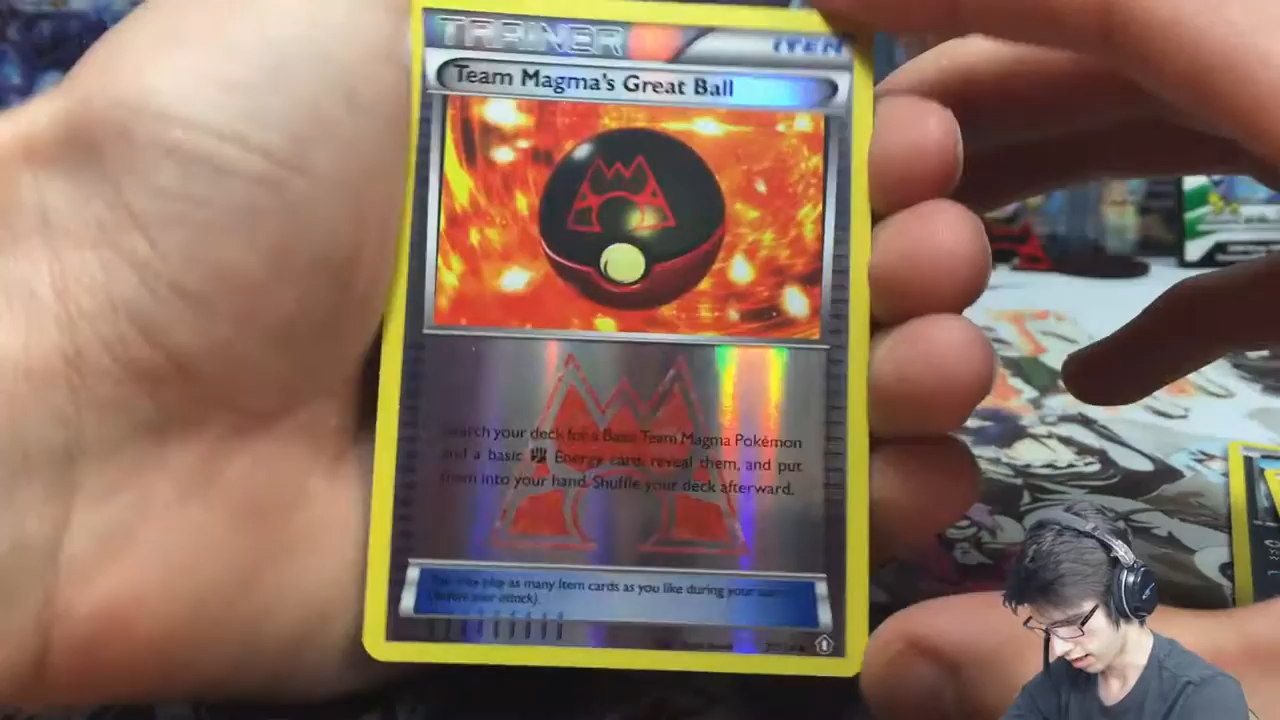 TRAINER ITEM
Team Magma's Great Ball
Search your deck for a Basic Team Magma Pokémon
and a basic Energy card, reveal them, and put
them into your hand. Shuffle your deck afterward.
You may play as many Item cards as you like during your turn
(before your attack).